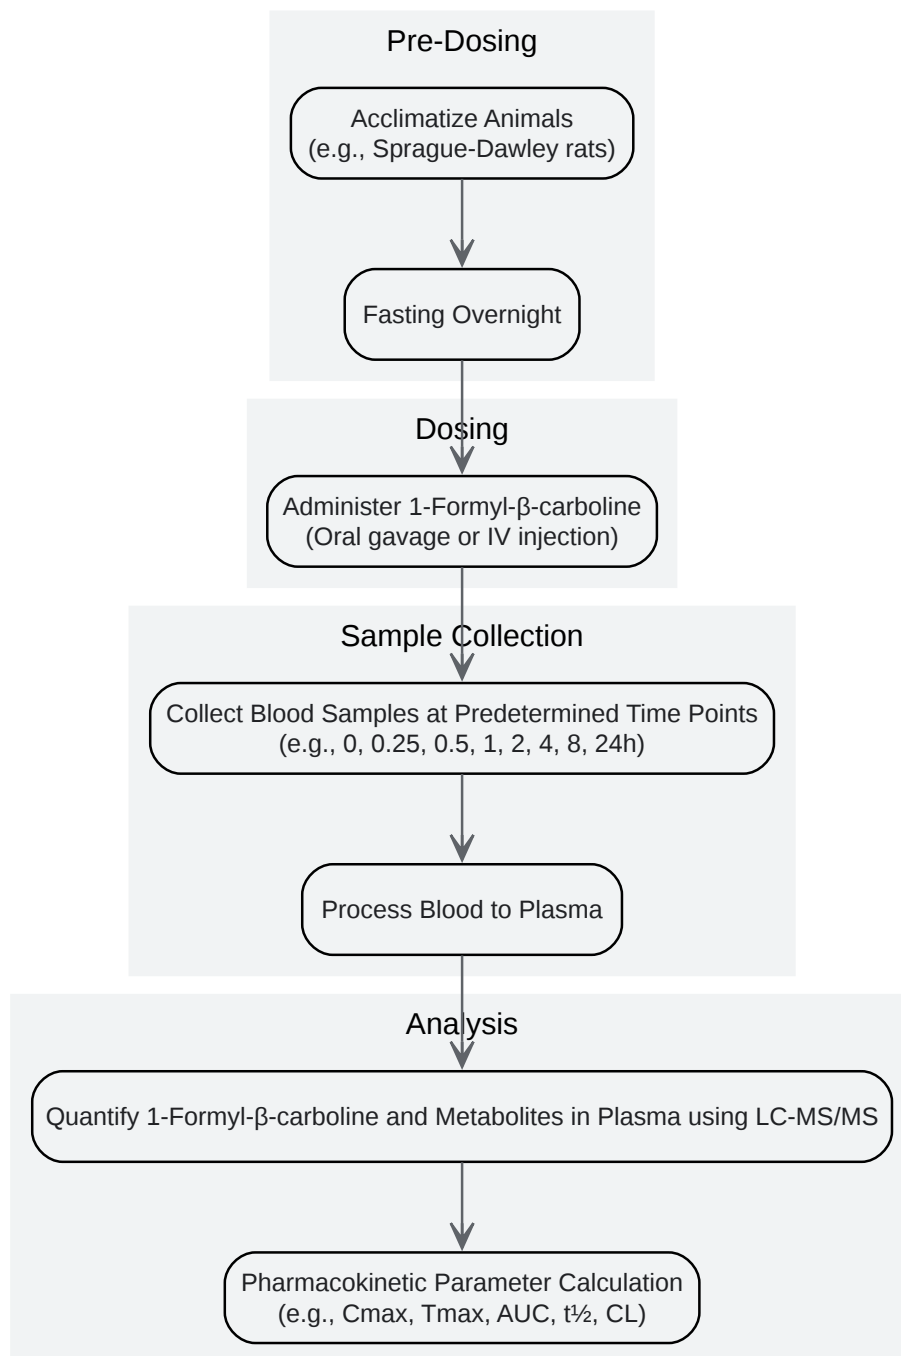 Pre-Dosing
Acclimatize Animals
(e.g., Sprague-Dawley rats)
Fasting Overnight
Dosing
Administer 1-Formyl-β-carboline
(Oral gavage or IV injection)
Sample Collection
Collect Blood Samples at Predetermined Time Points
(e.g., 0, 0.25, 0.5, 1, 2, 4, 8, 24h)
Process Blood to Plasma
Analysis
Quantify 1-Formyl-β-carboline and Metabolites in Plasma using LC-MS/MS
Pharmacokinetic Parameter Calculation
(e.g., Cmax, Tmax, AUC, t½, CL)